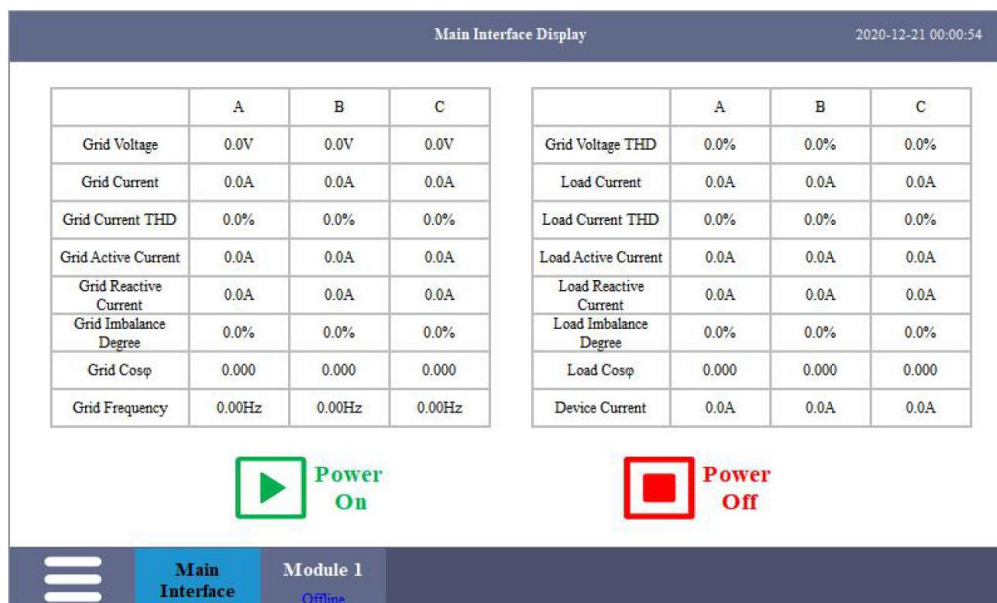 Main Interface Display
2020-12-21 00:00:54
A B C
Grid Voltage 0.0V 0.0V 0.0V
Grid Current 0.0A 0.0A 0.0A
Grid Current THD 0.0% 0.0% 0.0%
Grid Active Current 0.0A 0.0A 0.0A
Grid Reactive
Current 0.0A 0.0A 0.0A
Grid Imbalance
Degree 0.0% 0.0% 0.0%
Grid Cosφ 0.000 0.000 0.000
Grid Frequency 0.00Hz 0.00Hz 0.00Hz
A B C
Grid Voltage THD 0.0% 0.0% 0.0%
Load Current 0.0A 0.0A 0.0A
Load Current THD 0.0% 0.0% 0.0%
Load Active Current 0.0A 0.0A 0.0A
Load Reactive
Current 0.0A 0.0A 0.0A
Load Imbalance
Degree 0.0% 0.0% 0.0%
Load Cosφ 0.000 0.000 0.000
Device Current 0.0A 0.0A 0.0A
Power
On
Power
Off
Main
Interface
Module 1
Offline